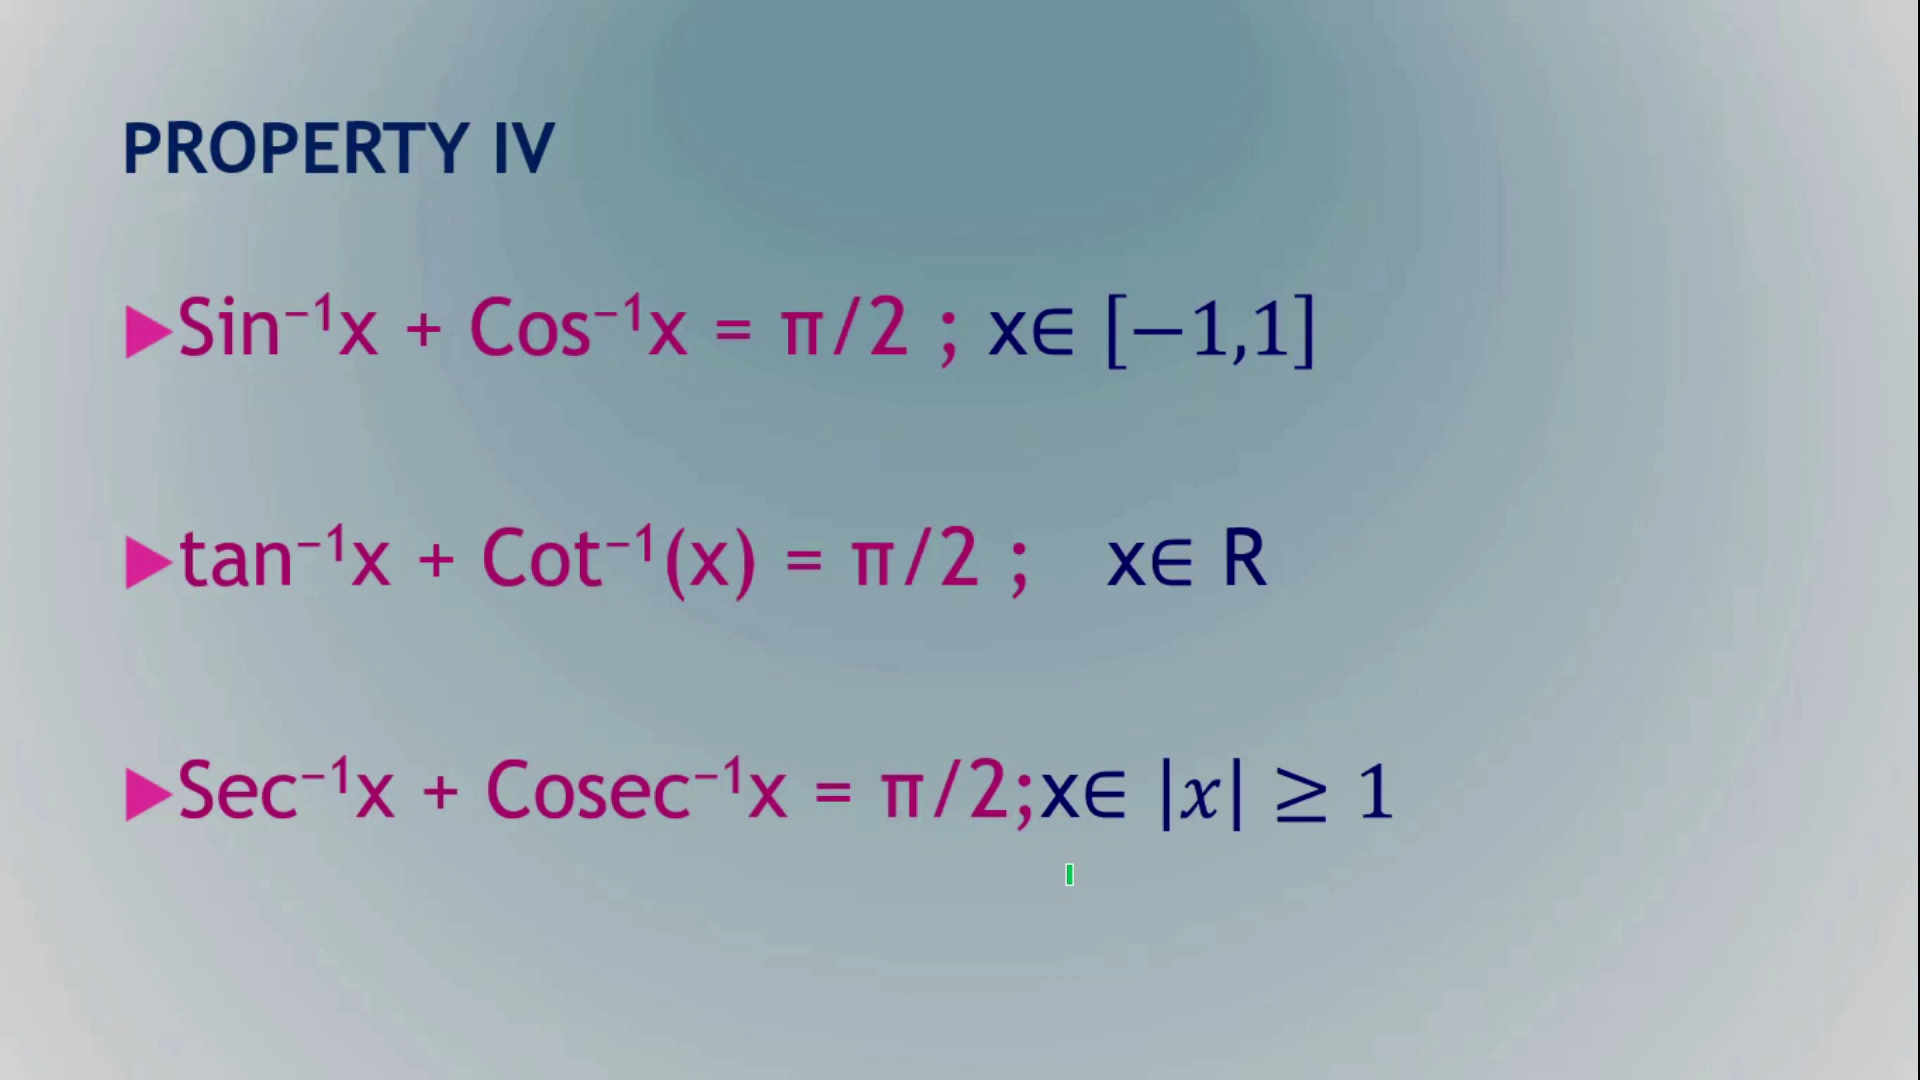 PROPERTY IV
▶Sin⁻¹x + Cos⁻¹x = π/2 ; x∈ [−1,1]
▶tan⁻¹x + Cot⁻¹(x) = π/2 ; x∈ R
▶Sec⁻¹x + Cosec⁻¹x = π/2;x∈ |x| ≥ 1